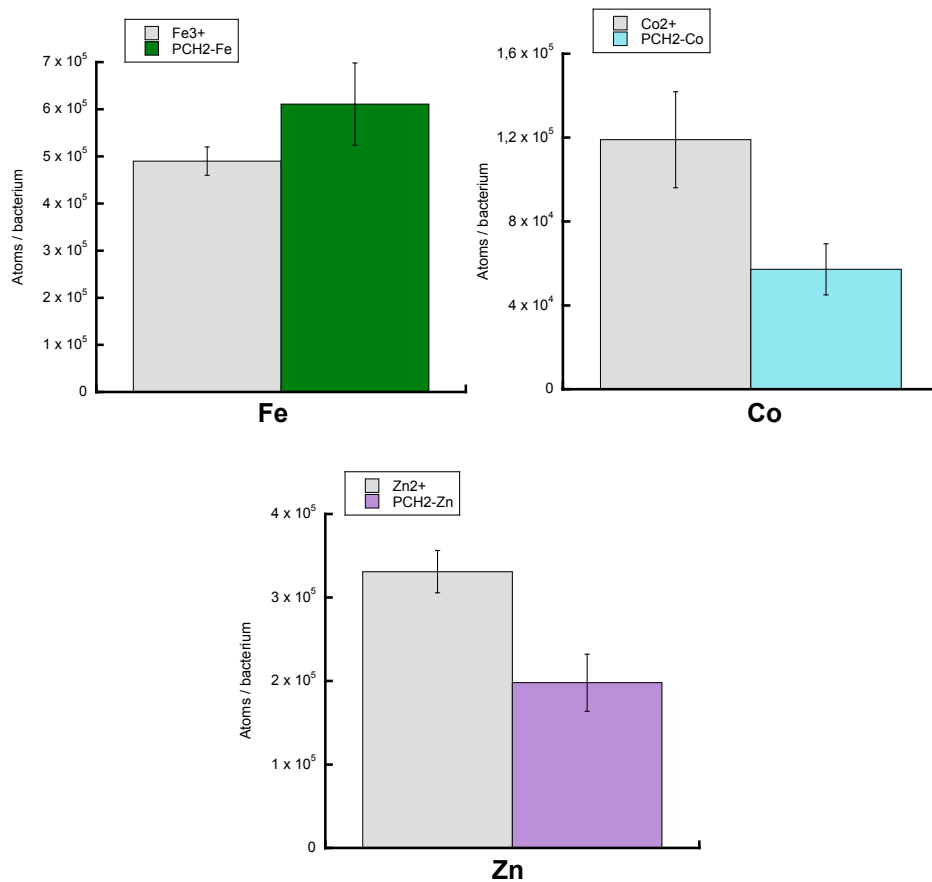 Fe3+
PCH2-Fe
7 x 10⁵
6 x 10⁵
5 x 10⁵
4 x 10⁵
3 x 10⁵
2 x 10⁵
1 x 10⁵
0
Atoms / bacterium
Fe
Co2+
PCH2-Co
1,6 x 10⁵
1,2 x 10⁵
8 x 10⁴
4 x 10⁴
0
Atoms / bacterium
Co
Zn2+
PCH2-Zn
4 x 10⁵
3 x 10⁵
2 x 10⁵
1 x 10⁵
0
Atoms / bacterium
Zn